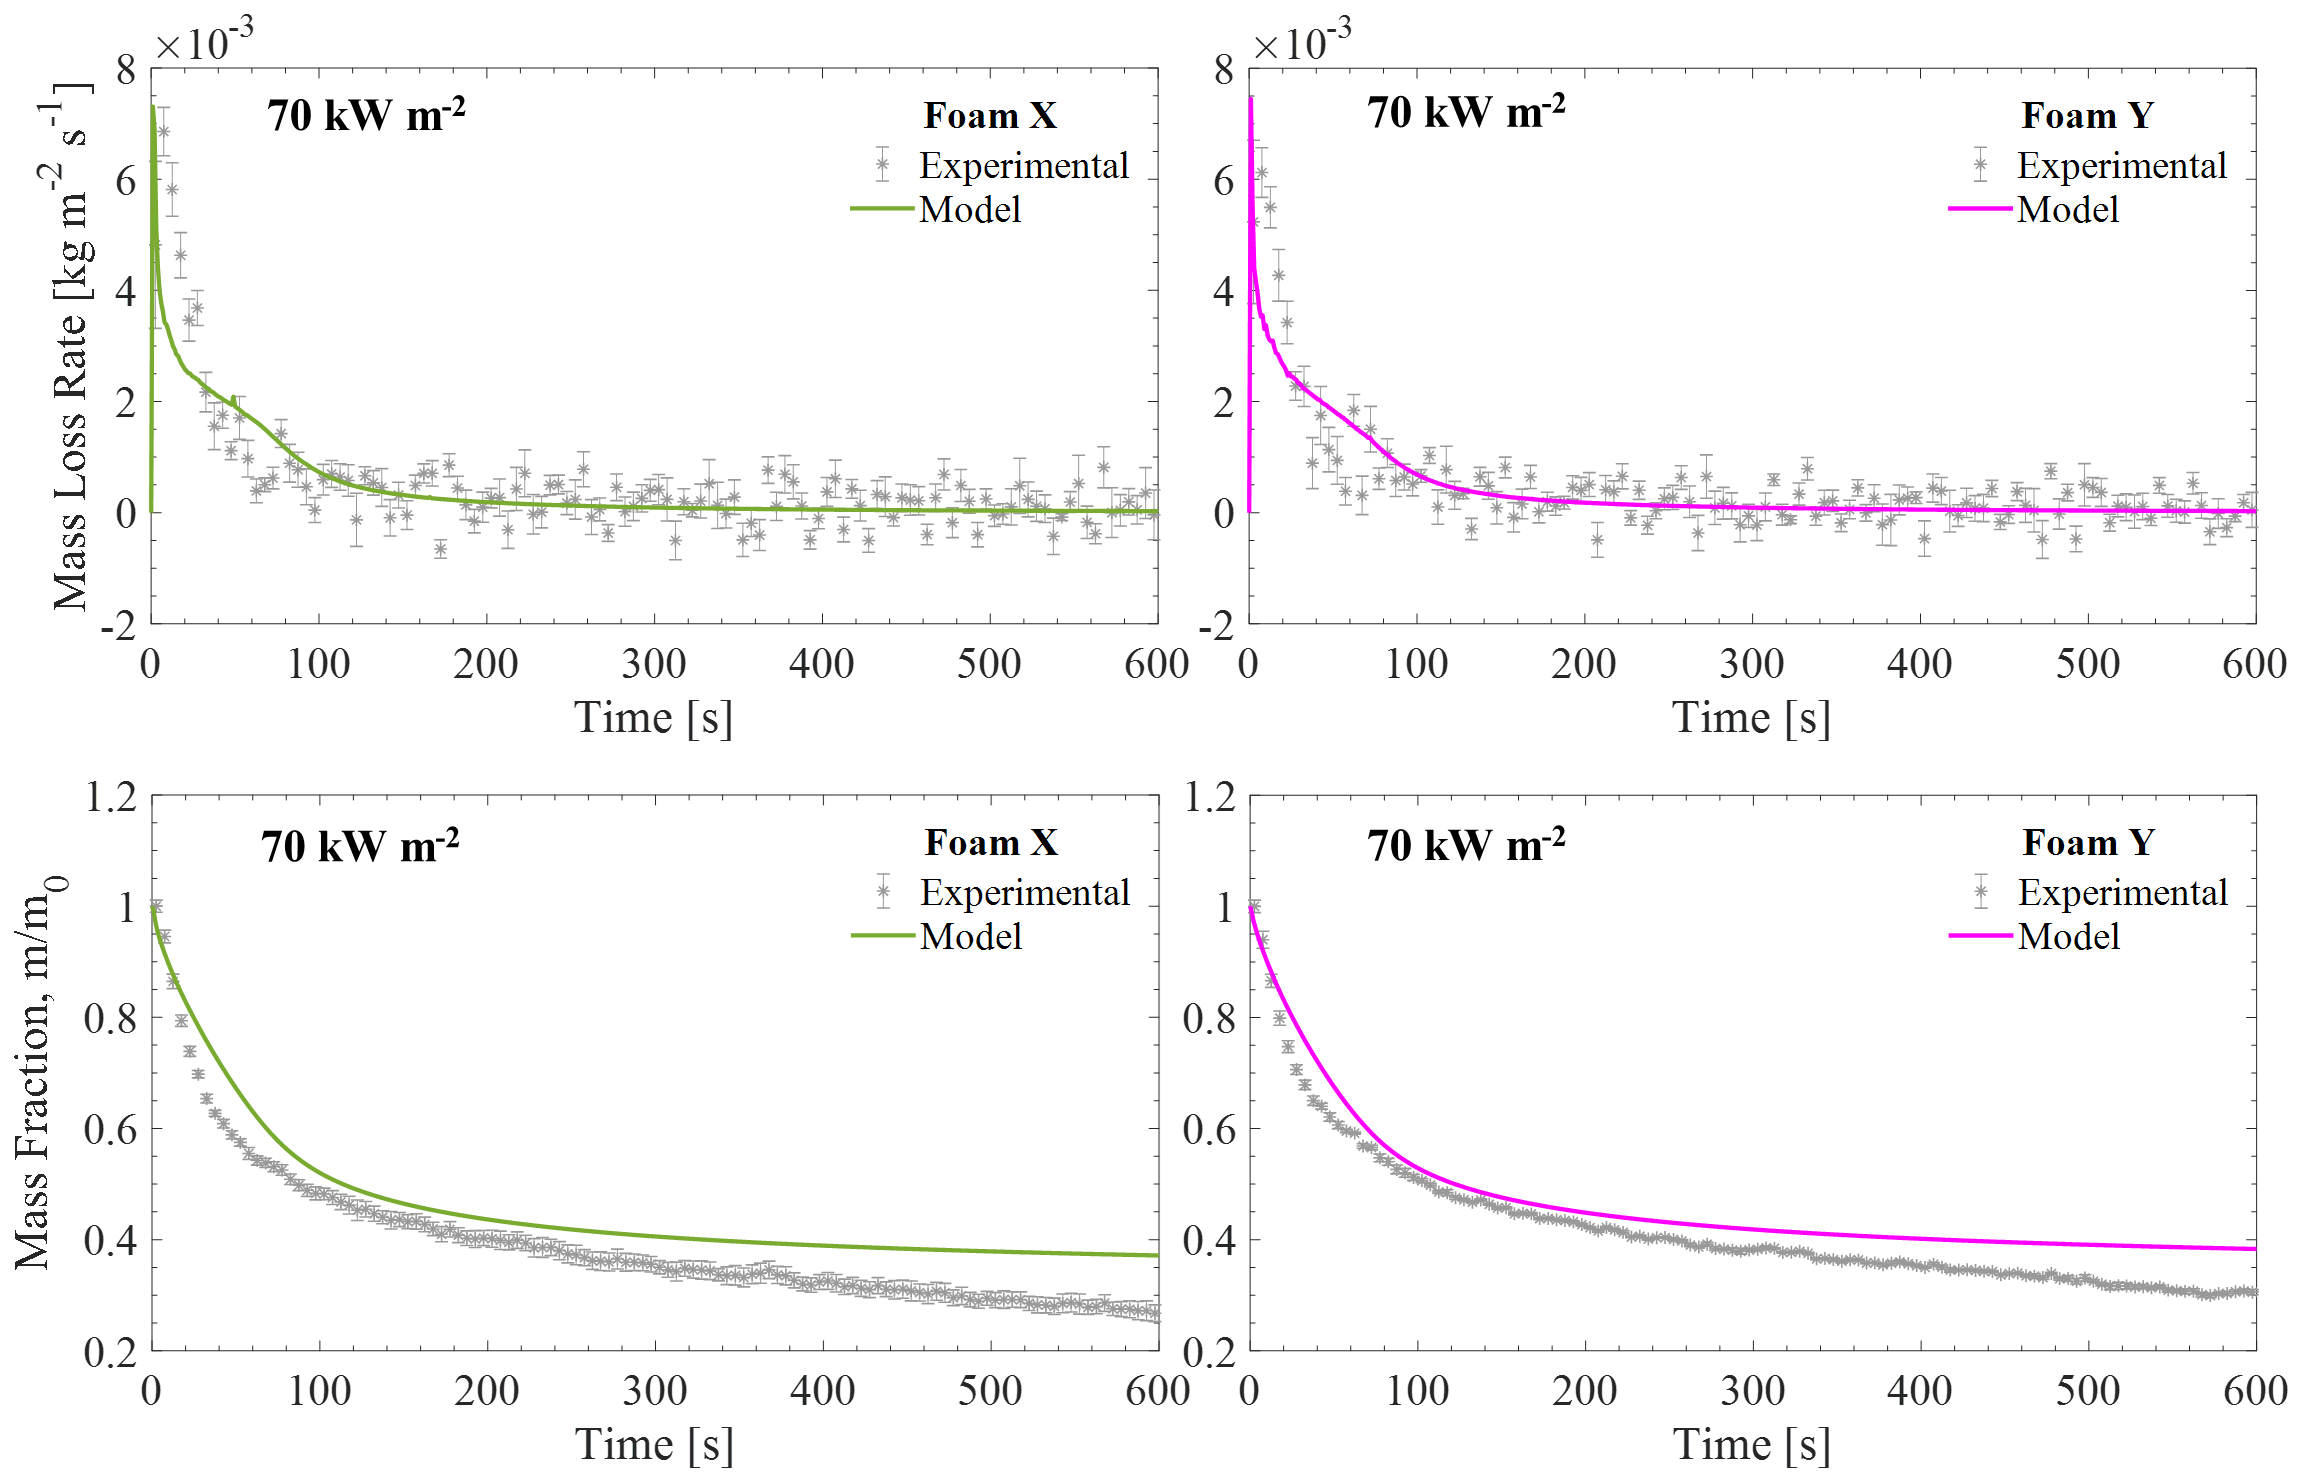 ×10-3
8
6
4
2
0
-2
Mass Loss Rate [kg m-2 s-1]
70 kW m-2
Foam X
Experimental
Model
0 100 200 300 400 500 600
Time [s]
×10-3
8
6
4
2
0
-2
70 kW m-2
Foam Y
Experimental
Model
0 100 200 300 400 500 600
Time [s]
1.2
1
0.8
0.6
0.4
0.2
Mass Fraction, m/m0
70 kW m-2
Foam X
Experimental
Model
0 100 200 300 400 500 600
Time [s]
1.2
1
0.8
0.6
0.4
0.2
70 kW m-2
Foam Y
Experimental
Model
0 100 200 300 400 500 600
Time [s]